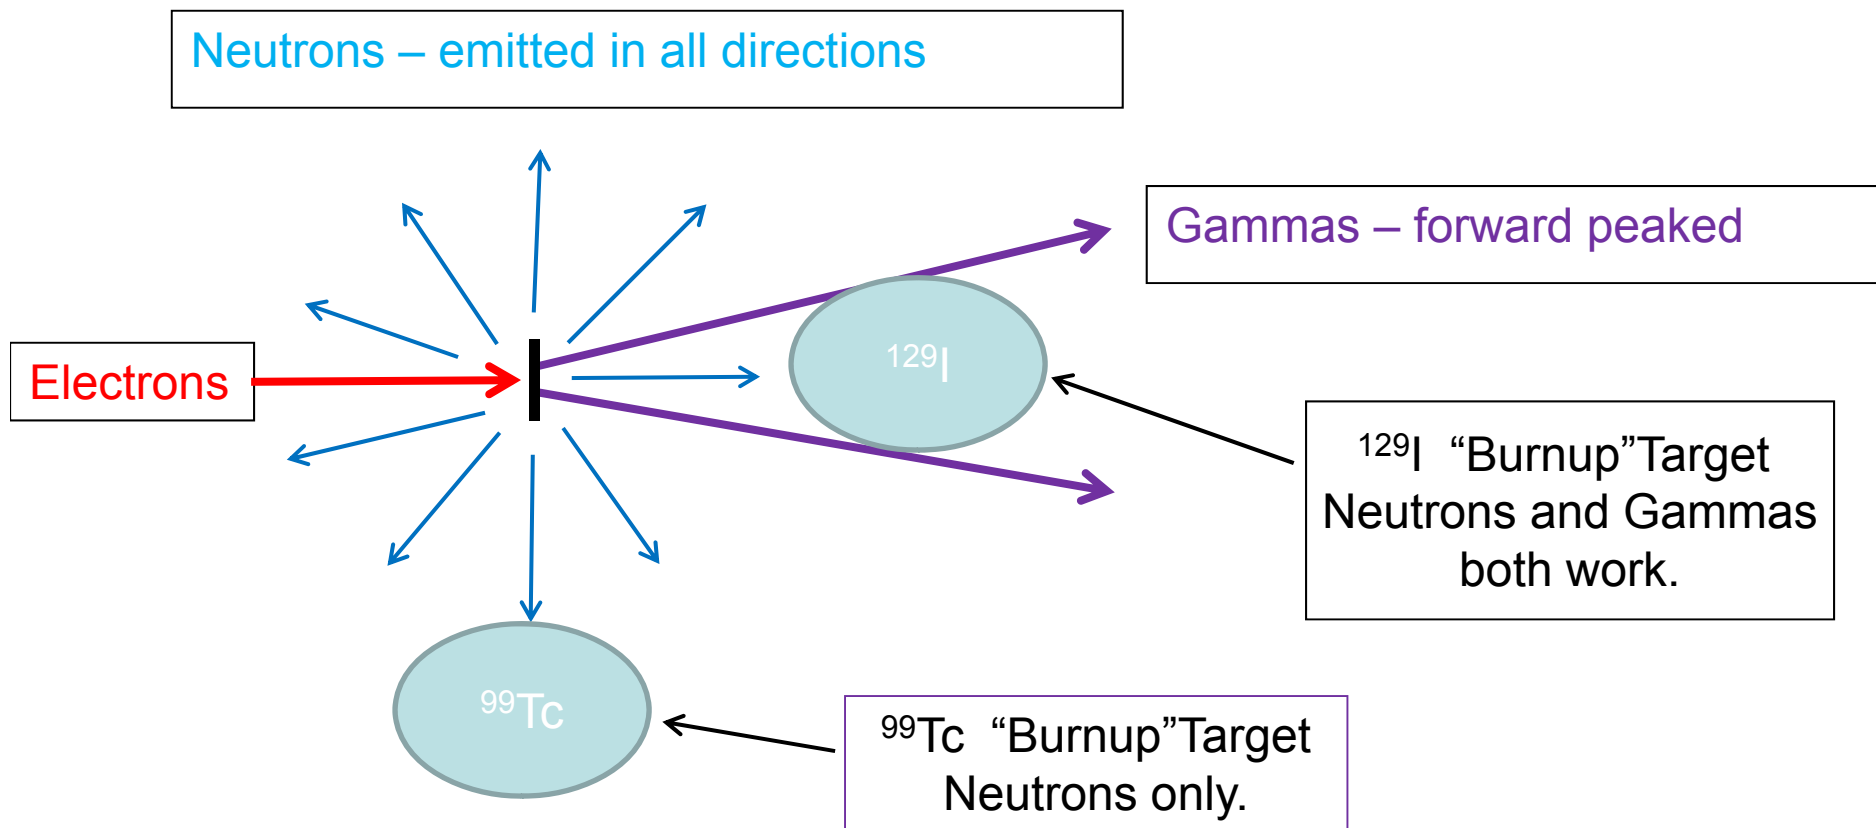 Neutrons – emitted in all directions
Gammas – forward peaked
Electrons
¹²⁹I
¹²⁹I “Burnup”Target
Neutrons and Gammas
both work.
⁹⁹Tc
⁹⁹Tc “Burnup”Target
Neutrons only.